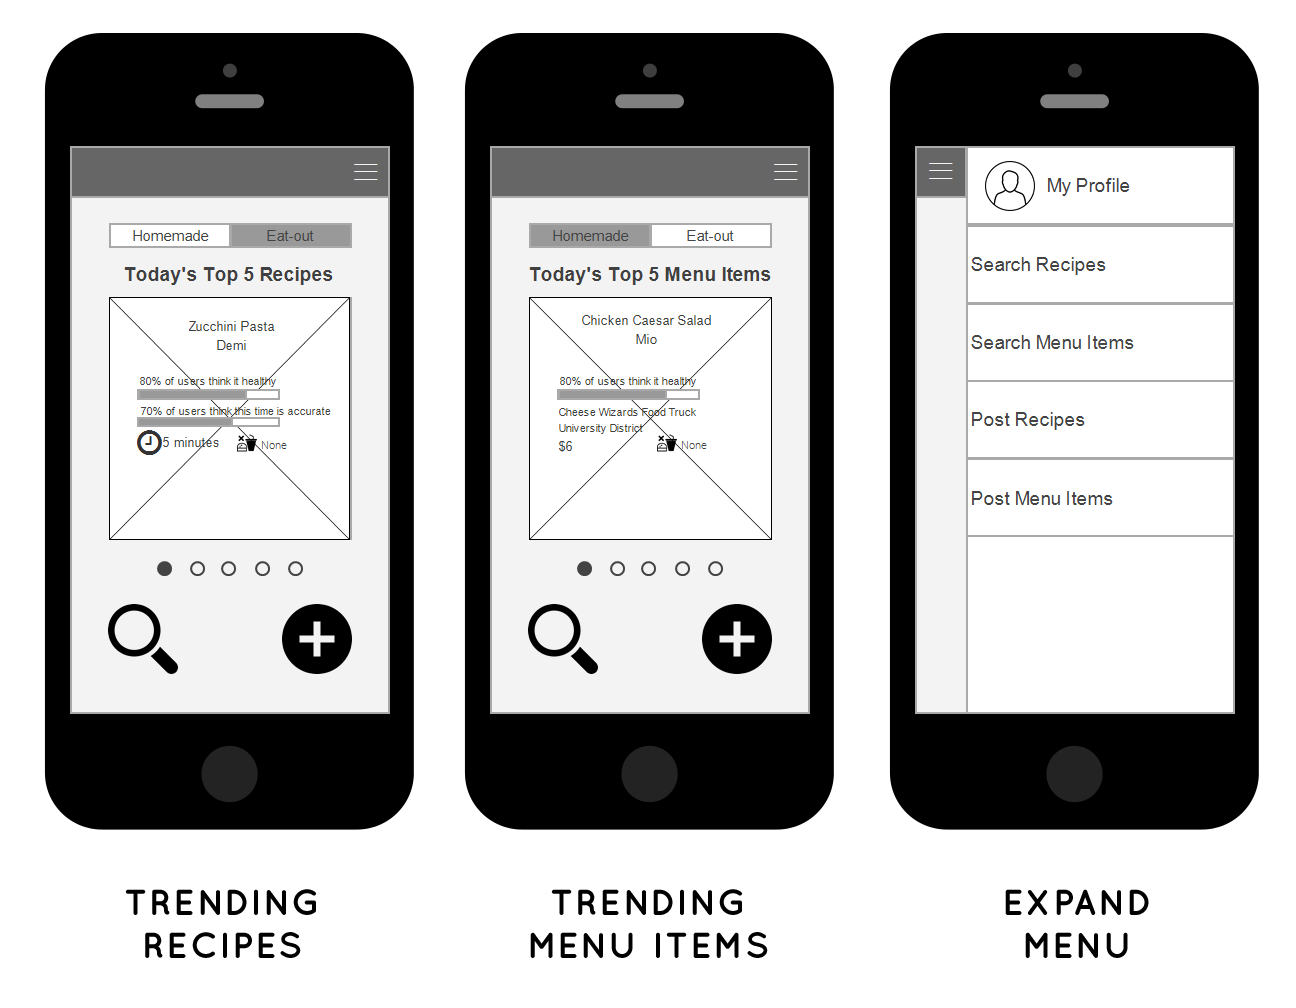 Homemade Eat-out
Today's Top 5 Recipes
Zucchini Pasta
Demi
80% of users think it healthy
70% of users think this time is accurate
5 minutes None
TRENDING
RECIPES
Homemade Eat-out
Today's Top 5 Menu Items
Chicken Caesar Salad
Mio
80% of users think it healthy
Cheese Wizards Food Truck
University District
$6 None
TRENDING
MENU ITEMS
My Profile
Search Recipes
Search Menu Items
Post Recipes
Post Menu Items
EXPAND
MENU